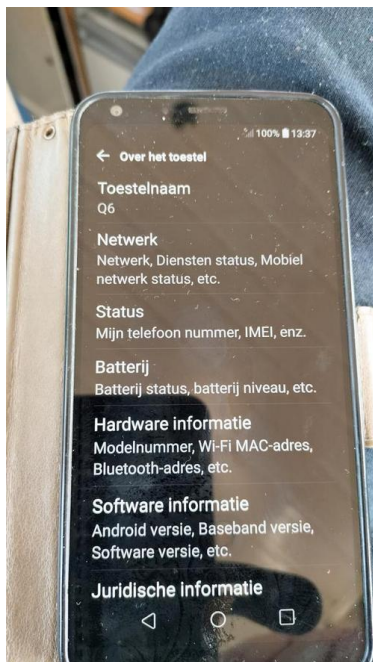 100% 13:37
Over het toestel
Toestelnaam
Q6
Netwerk
Netwerk, Diensten status, Mobiel
netwerk status, etc.
Status
Mijn telefoon nummer, IMEI, enz.
Batterij
Batterij status, batterij niveau, etc.
Hardware informatie
Modelnummer, Wi-Fi MAC-adres,
Bluetooth-adres, etc.
Software informatie
Android versie, Baseband versie,
Software versie, etc.
Juridische informatie